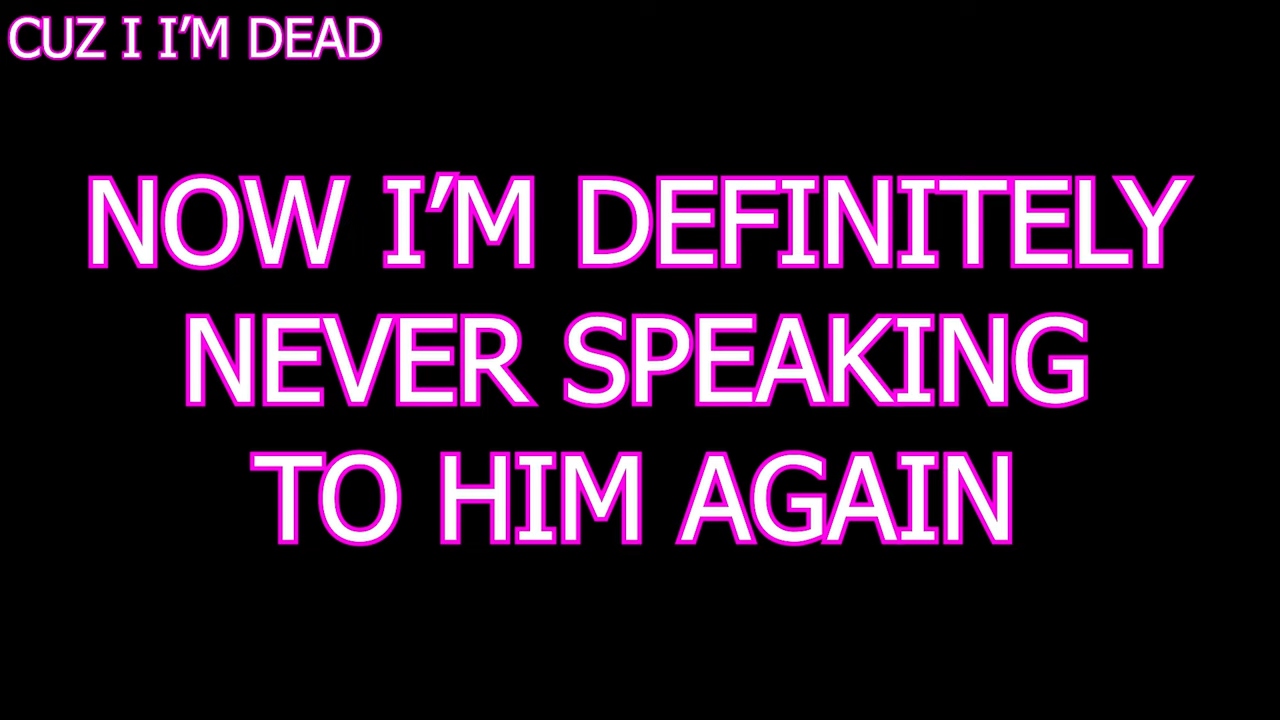 CUZ I I’M DEAD
NOW I’M DEFINITELY
NEVER SPEAKING
TO HIM AGAIN